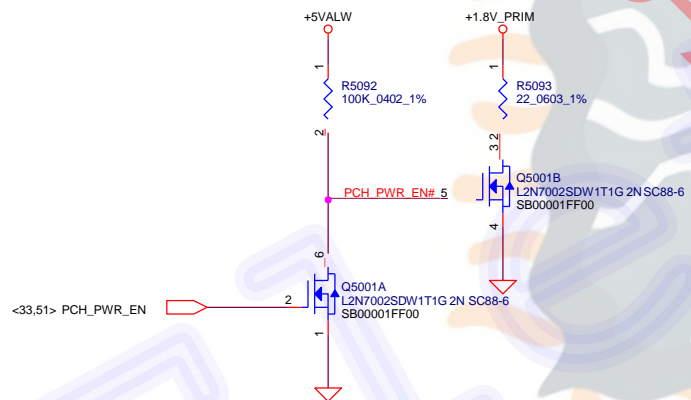 +5VALW
+1.8V_PRIM
1
1
R5092
100K_0402_1%
R5093
22_0603_1%
2
2
3
PCH_PWR_EN#
5
Q5001B
L2N7002SDW1T1G 2N SC88-6
SB00001FF00
4
6
Q5001A
L2N7002SDW1T1G 2N SC88-6
SB00001FF00
<33,51> PCH_PWR_EN
2
1